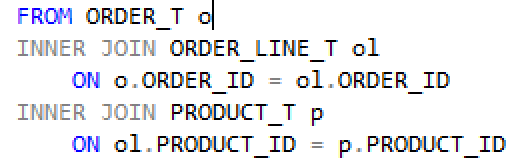 FROM ORDER_T o
INNER JOIN ORDER_LINE_T ol
ON o.ORDER_ID = ol.ORDER_ID
INNER JOIN PRODUCT_T p
ON ol.PRODUCT_ID = p.PRODUCT_ID